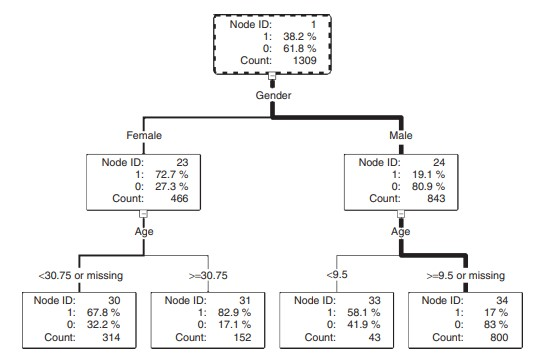 Node ID: 1
1: 38.2 %
0: 61.8 %
Count: 1309
Gender
Female
Male
Node ID: 23
1: 72.7 %
0: 27.3 %
Count: 466
Node ID: 24
1: 19.1 %
0: 80.9 %
Count: 843
Age
Age
<30.75 or missing
>=30.75
<9.5
>=9.5 or missing
Node ID: 30
1: 67.8 %
0: 32.2 %
Count: 314
Node ID: 31
1: 82.9 %
0: 17.1 %
Count: 152
Node ID: 33
1: 58.1 %
0: 41.9 %
Count: 43
Node ID: 34
1: 17 %
0: 83 %
Count: 800